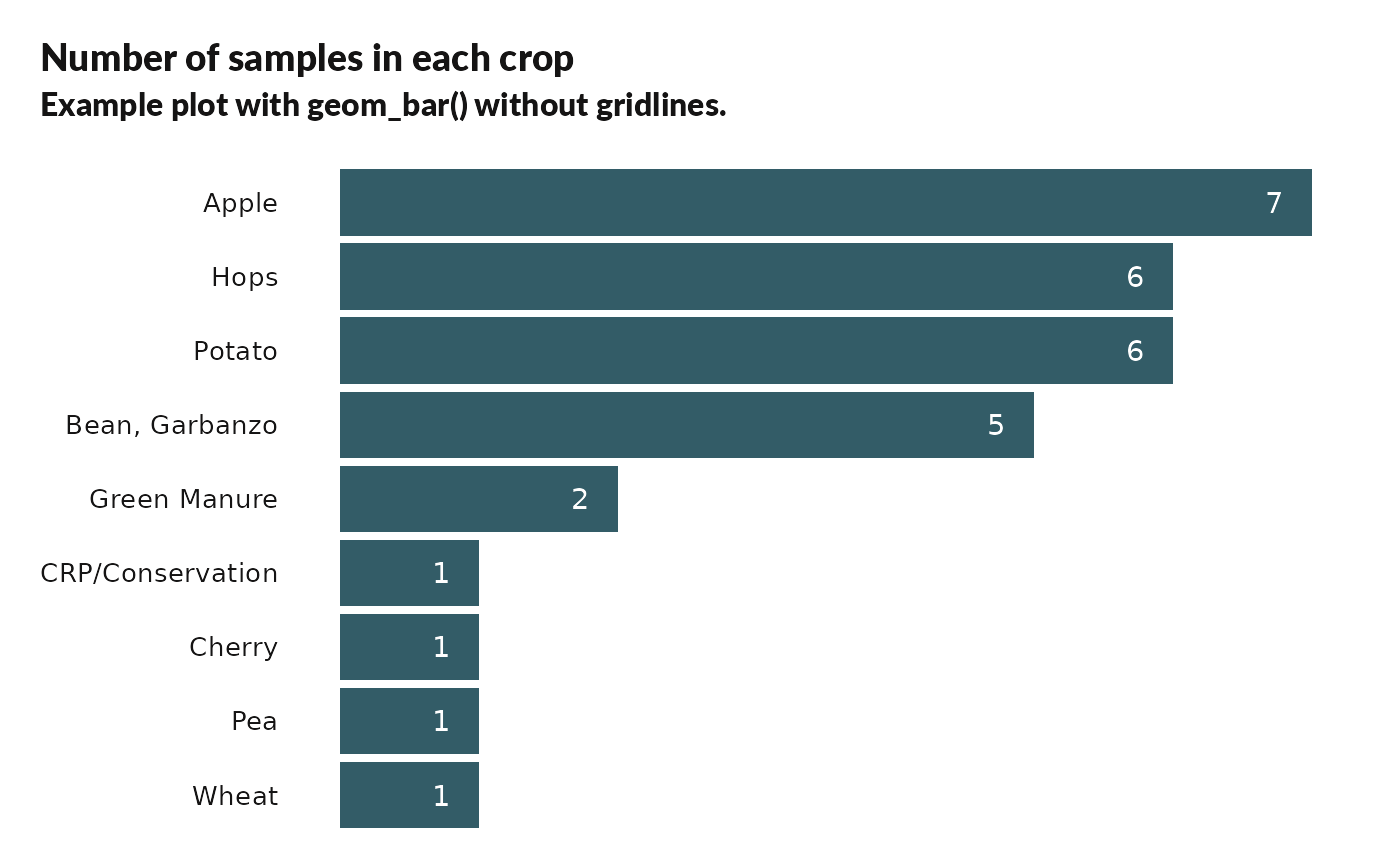 Number of samples in each crop
Example plot with geom_bar() without gridlines.
Apple 7
Hops 6
Potato 6
Bean, Garbanzo 5
Green Manure 2
CRP/Conservation 1
Cherry 1
Pea 1
Wheat 1